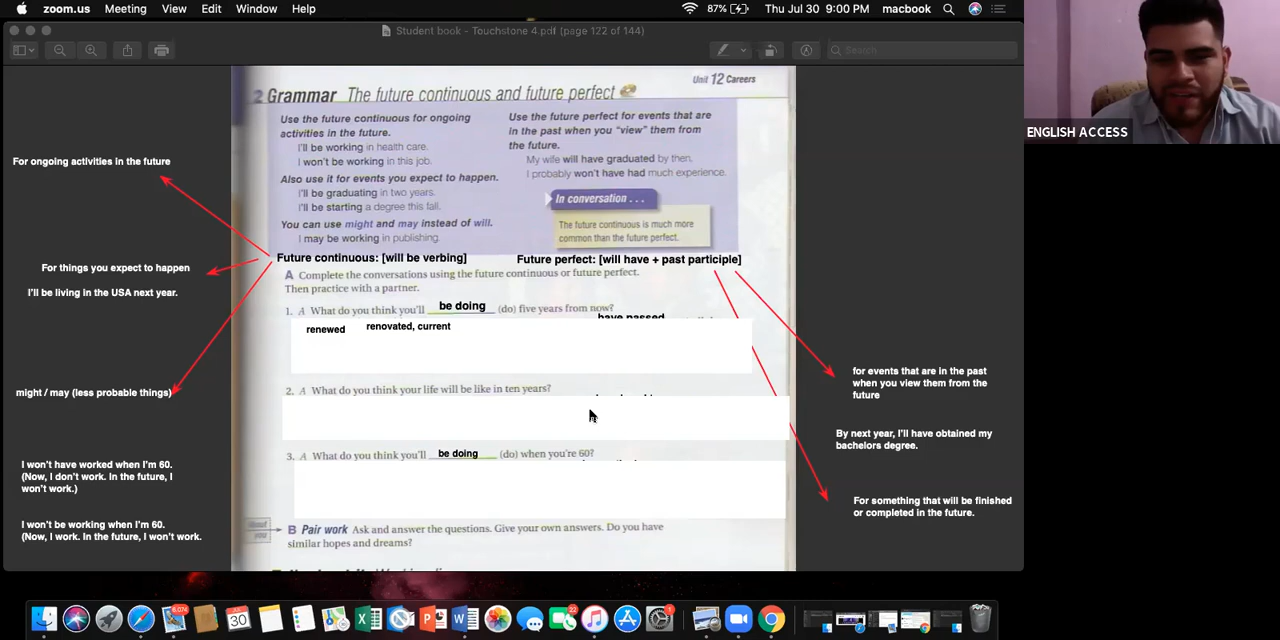 zoom.us Meeting View Edit Window Help 87% Thu Jul 30 9:00 PM macbook
Student book - Touchstone 4.pdf (page 122 of 144)
Search
ENGLISH ACCESS
Unit 12 Careers
2 Grammar The future continuous and future perfect
Use the future continuous for ongoing
activities in the future.
I'll be working in health care.
I won't be working in this job.
Also use it for events you expect to happen.
I'll be graduating in two years.
I'll be starting a degree this fall.
You can use might and may instead of will.
I may be working in publishing.
Use the future perfect for events that are
in the past when you "view" them from
the future.
My wife will have graduated by then.
I probably won't have had much experience.
In conversation . . .
The future continuous is much more
common than the future perfect.
For ongoing activities in the future
For things you expect to happen
I'll be living in the USA next year.
might / may (less probable things)
I won't have worked when I'm 60.
(Now, I don't work. In the future, I
won't work.)
I won't be working when I'm 60.
(Now, I work. In the future, I won't work.
Future continuous: [will be verbing]
Future perfect: [will have + past participle]
A Complete the conversations using the future continuous or future perfect.
Then practice with a partner.
1. A What do you think you'll be doing (do) five years from now?
have passed
renewed renovated, current
2. A What do you think your life will be like in ten years?
3. A What do you think you'll be doing (do) when you're 60?
About
you
B Pair work Ask and answer the questions. Give your own answers. Do you have
similar hopes and dreams?
for events that are in the past
when you view them from the
future
By next year, I'll have obtained my
bachelors degree.
For something that will be finished
or completed in the future.
6,074
30
22
1